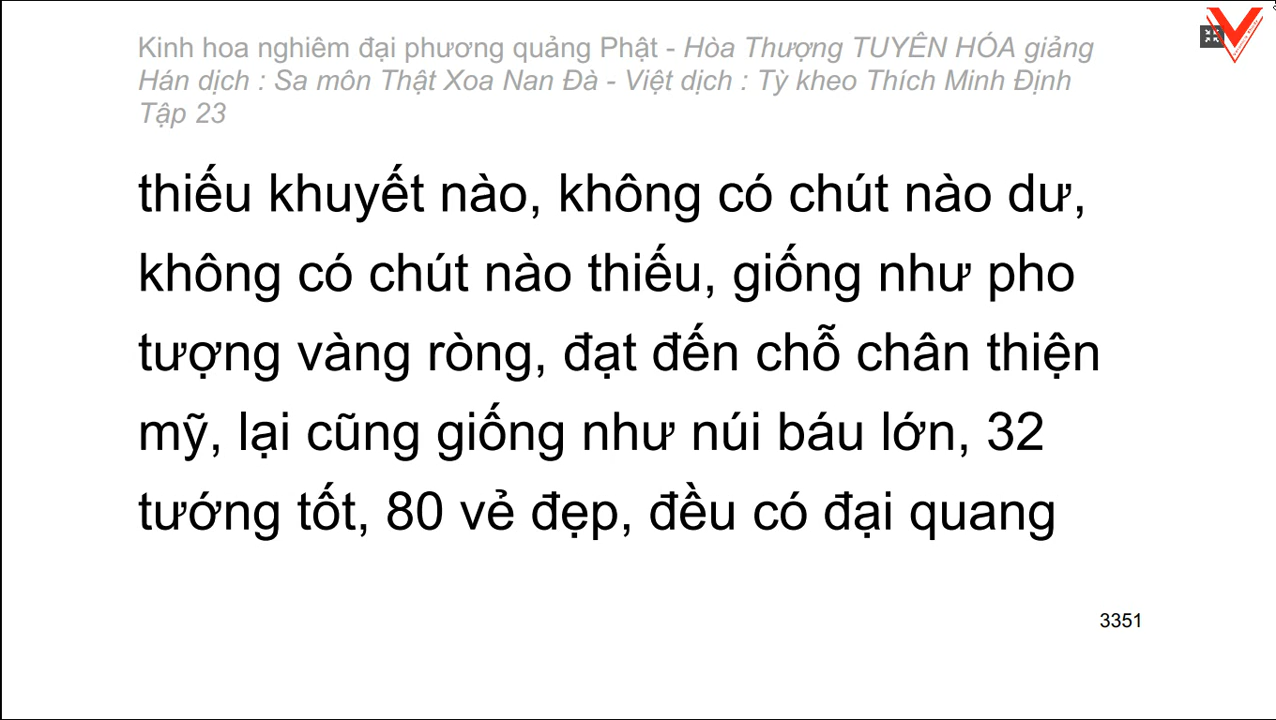 Kinh hoa nghiêm đại phương quảng Phật - Hòa Thượng TUYÊN HÓA giảng
Hán dịch : Sa môn Thật Xoa Nan Đà - Việt dịch : Tỳ kheo Thích Minh Định
Tập 23
thiếu khuyết nào, không có chút nào dư,
không có chút nào thiếu, giống như pho
tượng vàng ròng, đạt đến chỗ chân thiện
mỹ, lại cũng giống như núi báu lớn, 32
tướng tốt, 80 vẻ đẹp, đều có đại quang
3351